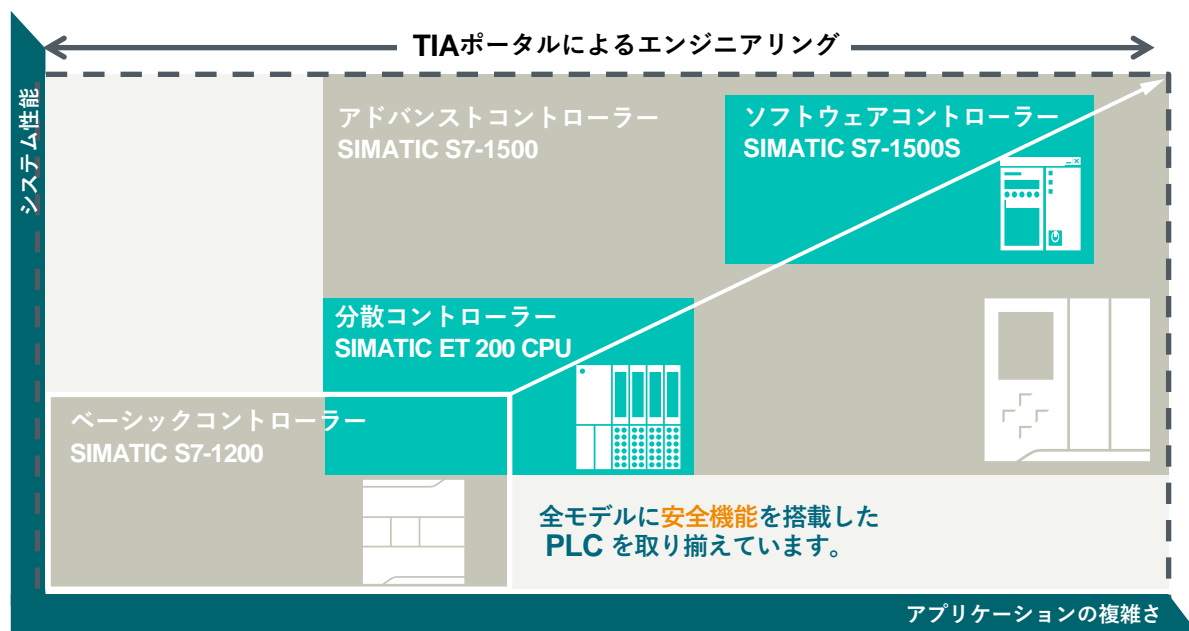 TIAポータルによるエンジニアリング
システム性能
アドバンストコントローラー
SIMATIC S7-1500
ソフトウェアコントローラー
SIMATIC S7-1500S
分散コントローラー
SIMATIC ET 200 CPU
ベーシックコントローラー
SIMATIC S7-1200
全モデルに安全機能を搭載した
PLC を取り揃えています。
アプリケーションの複雑さ